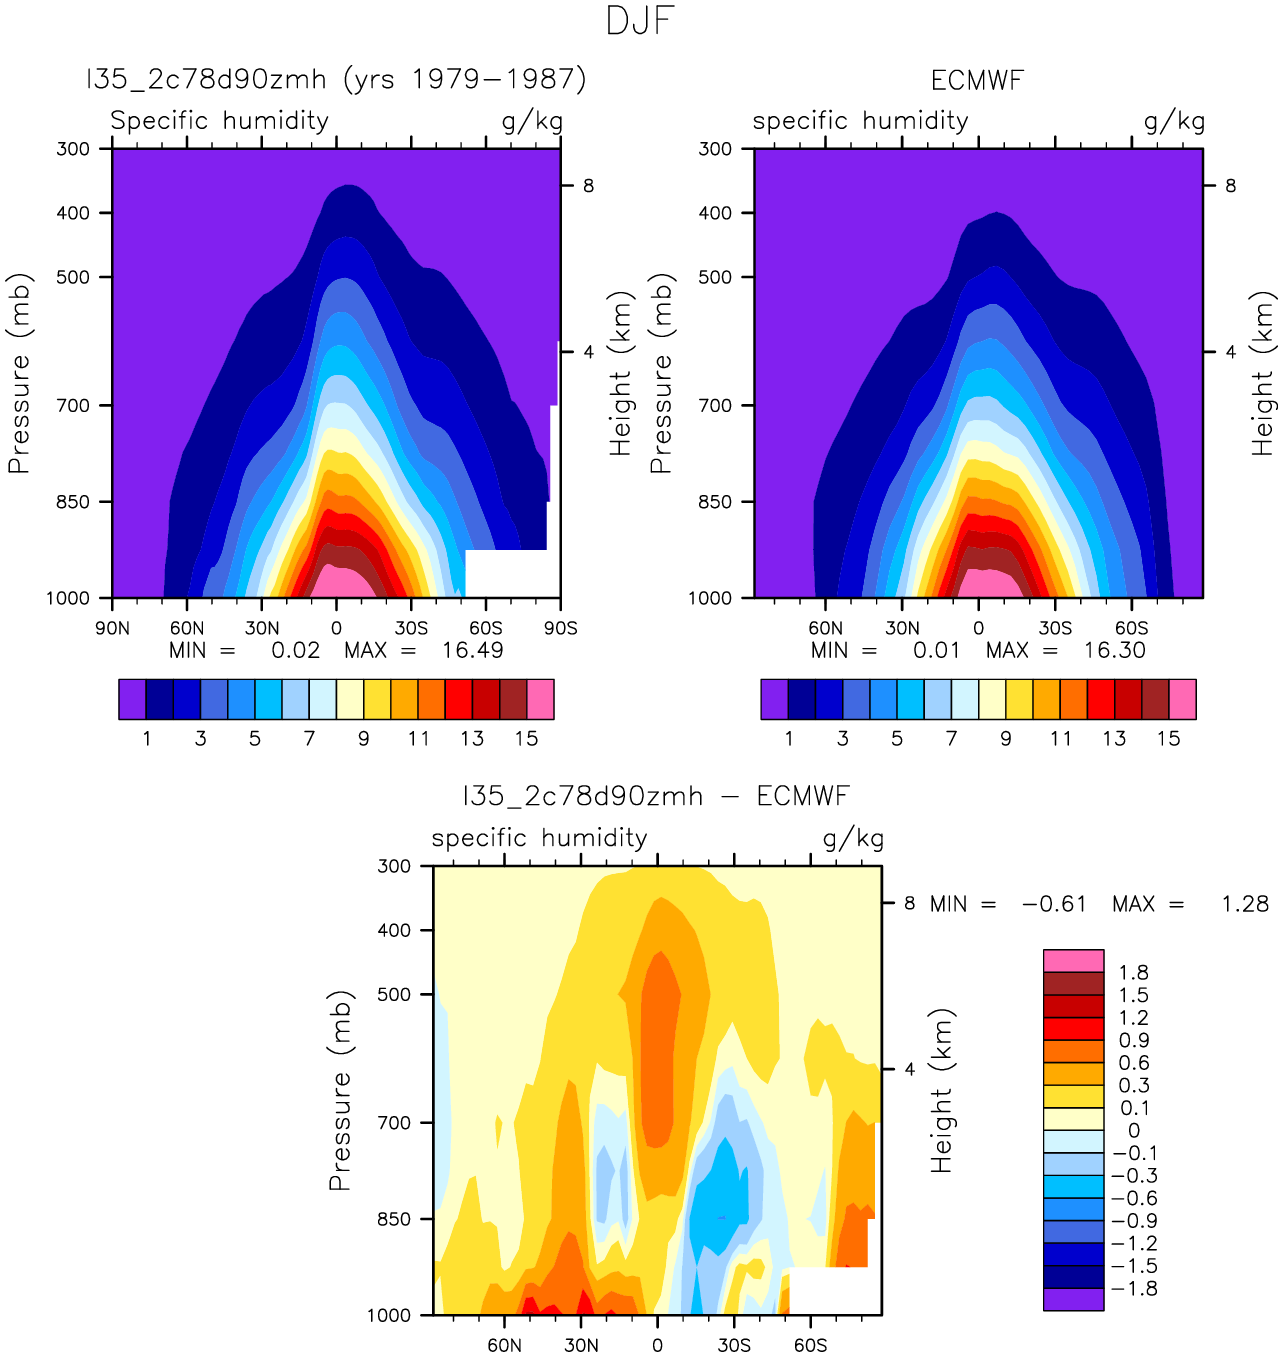 DJF
I35_2c78d90zmh (yrs 1979-1987)
Specific humidity g/kg
300
400
500
700
850
1000
Pressure (mb)
8
4
Height (km)
90N 60N 30N 0 30S 60S 90S
MIN = 0.02 MAX = 16.49
1 3 5 7 9 11 13 15
ECMWF
specific humidity g/kg
300
400
500
700
850
1000
Pressure (mb)
8
4
Height (km)
60N 30N 0 30S 60S
MIN = 0.01 MAX = 16.30
1 3 5 7 9 11 13 15
I35_2c78d90zmh - ECMWF
specific humidity g/kg
300
400
500
700
850
1000
Pressure (mb)
8
4
Height (km)
60N 30N 0 30S 60S
MIN = -0.61 MAX = 1.28
1.8
1.5
1.2
0.9
0.6
0.3
0.1
0
-0.1
-0.3
-0.6
-0.9
-1.2
-1.5
-1.8